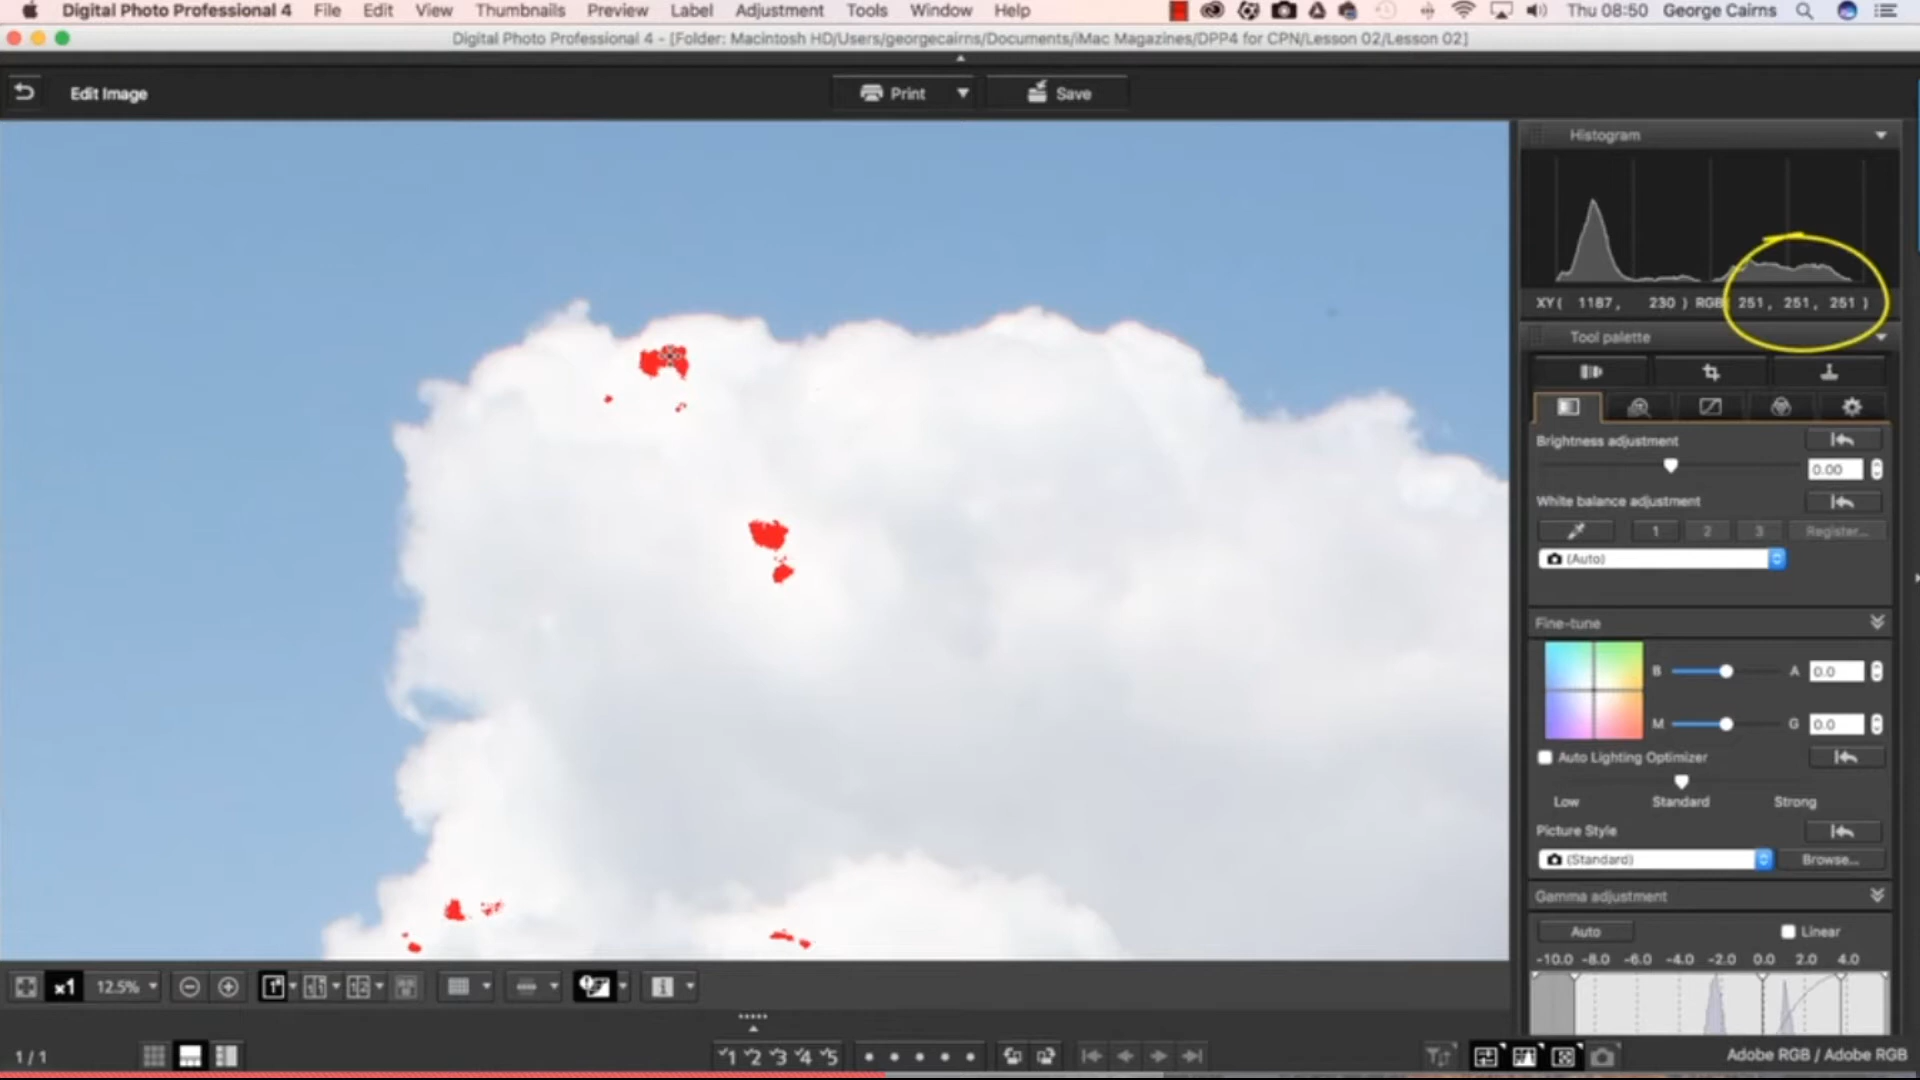 Digital Photo Professional 4 File Edit View Thumbnails Preview Label Adjustment Tools Window Help Thu 08:50 George Cairns
Digital Photo Professional 4 - [Folder: Macintosh HD/Users/georgecairns/Documents/iMac Magazines/DPP4 for CPN/Lesson 02/Lesson 02]
Edit Image Print Save
Histogram
XY( 1187, 230 ) RGB 251, 251, 251 )
Tool palette
Brightness adjustment
0.00
White balance adjustment
1 2 3 Register...
(Auto)
Fine-tune
B A 0.0
M G 0.0
Auto Lighting Optimizer
Low Standard Strong
Picture Style
(Standard) Browse...
Gamma adjustment
Auto Linear
-10.0 -8.0 -6.0 -4.0 -2.0 0.0 2.0 4.0
x1 12.5%
1 / 1 1 2 3 4 5 Adobe RGB / Adobe RGB